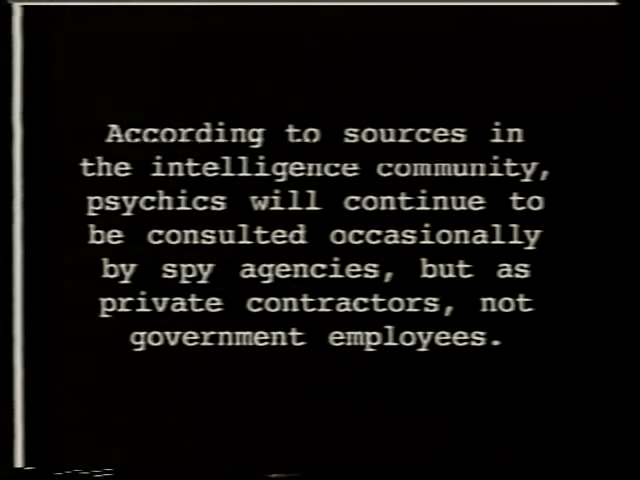 According to sources in
the intelligence community,
psychics will continue to
be consulted occasionally
by spy agencies, but as
private contractors, not
government employees.